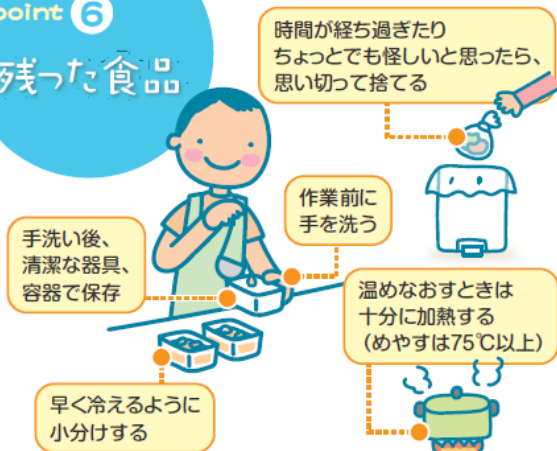 point 6
残った食品
時間が経ち過ぎたり
ちょっとでも怪しいと思ったら、
思い切って捨てる
作業前に
手を洗う
手洗い後、
清潔な器具、
容器で保存
温めなおすときは
十分に加熱する
(めやすは75℃以上)
早く冷えるように
小分けする